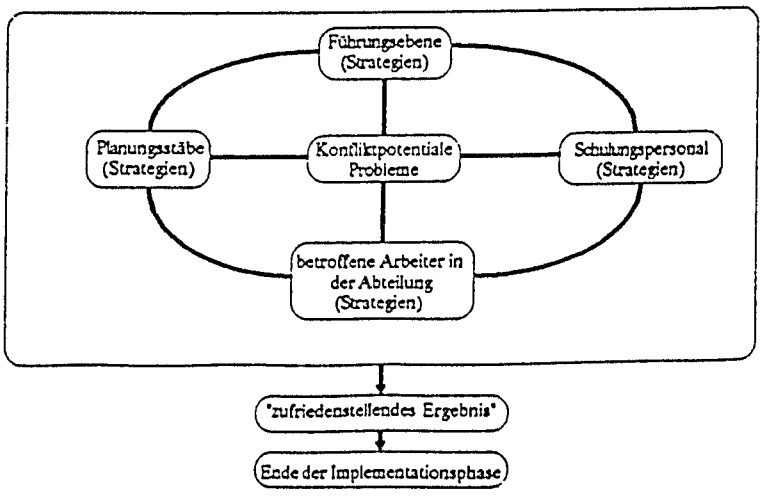 Führungsebene
(Strategien)
Planungsstäbe
(Strategien)
Konfliktpotentiale
Probleme
Schulungspersonal
(Strategien)
betroffene Arbeiter in
der Abteilung
(Strategien)
"zufriedenstellendes Ergebnis"
Ende der Implementationsphase